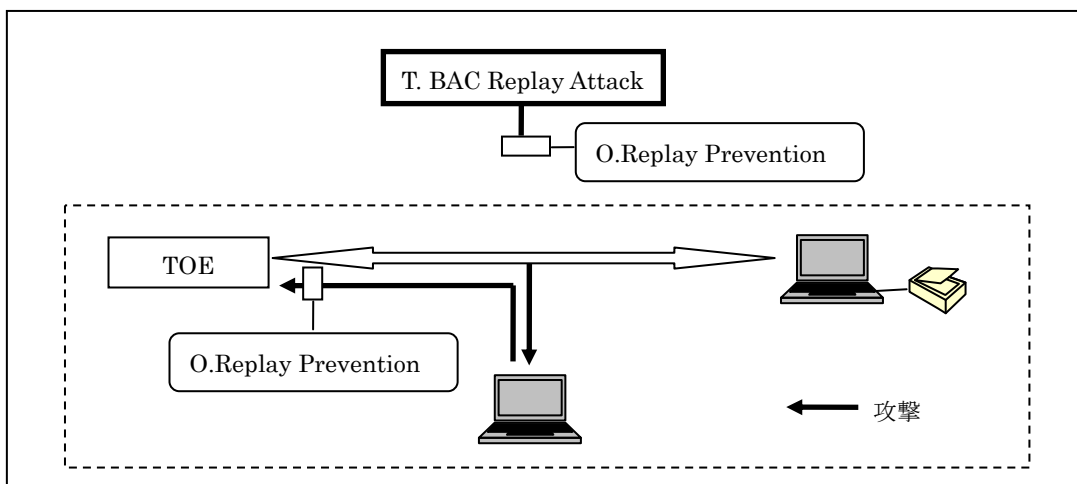 T. BAC Replay Attack
O.Replay Prevention
TOE
O.Replay Prevention
攻撃